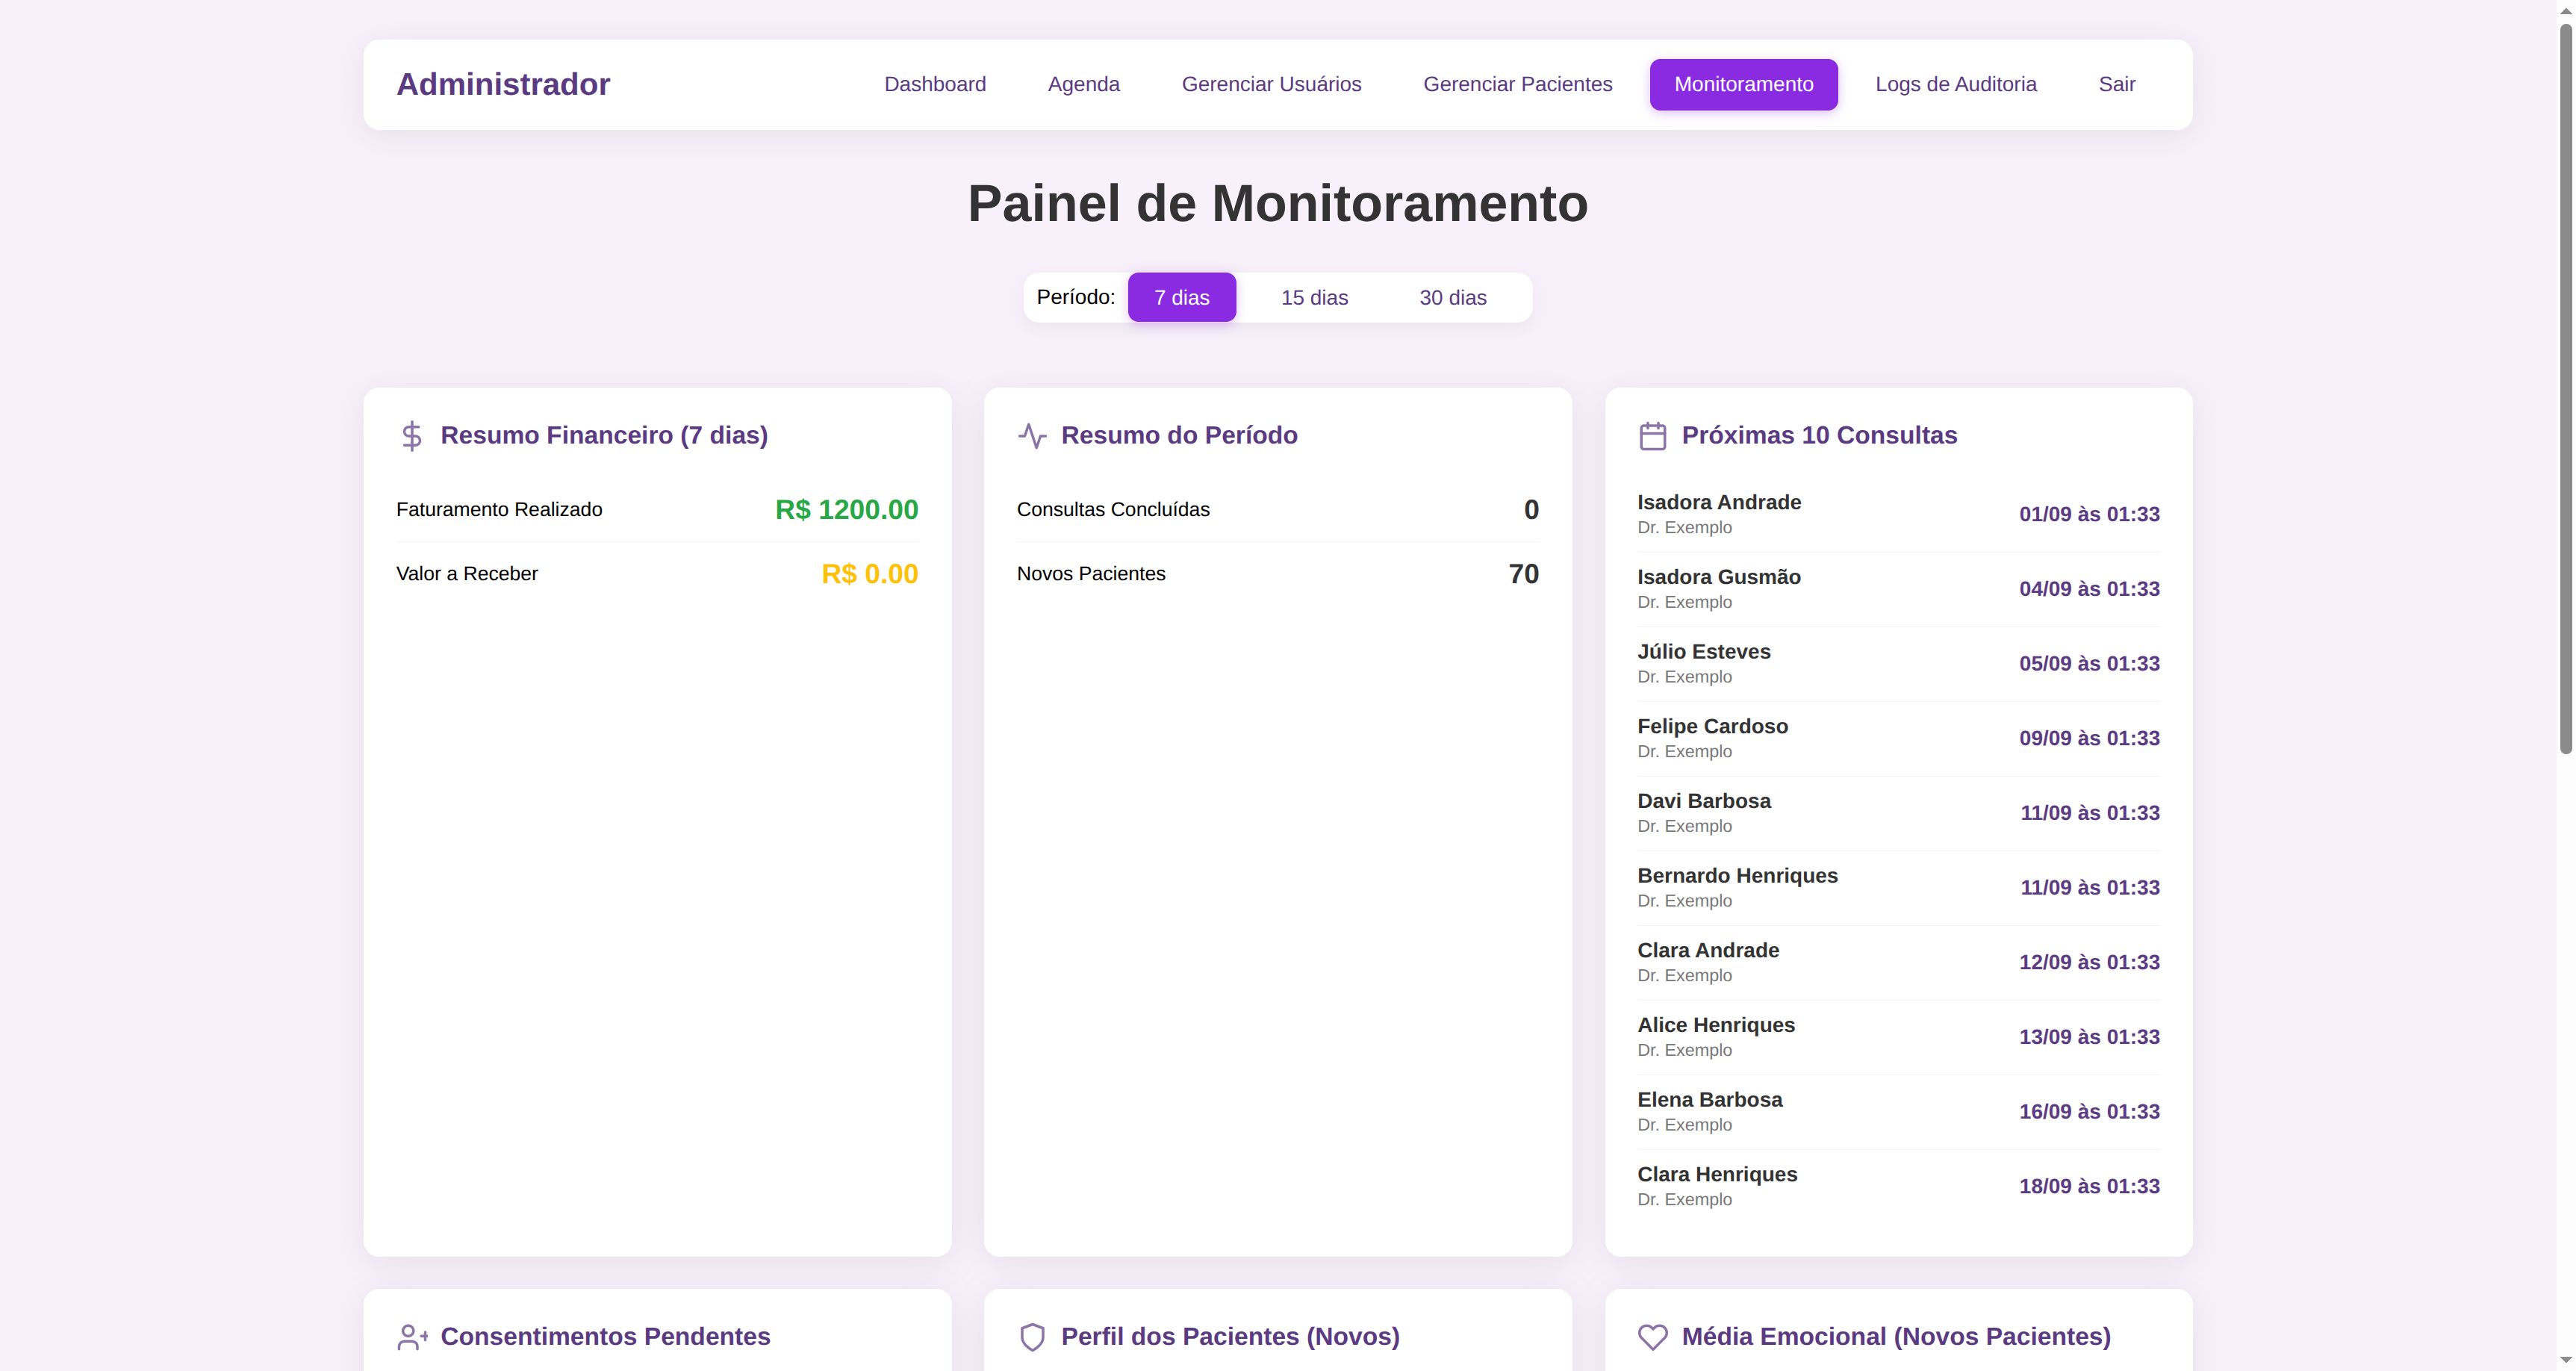 Administrador
Dashboard
Agenda
Gerenciar Usuários
Gerenciar Pacientes
Monitoramento
Logs de Auditoria
Sair
Painel de Monitoramento
Período:
7 dias
15 dias
30 dias
Resumo Financeiro (7 dias)
Faturamento Realizado
R$ 1200.00
Valor a Receber
R$ 0.00
Resumo do Período
Consultas Concluídas
0
Novos Pacientes
70
Próximas 10 Consultas
Isadora Andrade
Dr. Exemplo
01/09 às 01:33
Isadora Gusmão
Dr. Exemplo
04/09 às 01:33
Júlio Esteves
Dr. Exemplo
05/09 às 01:33
Felipe Cardoso
Dr. Exemplo
09/09 às 01:33
Davi Barbosa
Dr. Exemplo
11/09 às 01:33
Bernardo Henriques
Dr. Exemplo
11/09 às 01:33
Clara Andrade
Dr. Exemplo
12/09 às 01:33
Alice Henriques
Dr. Exemplo
13/09 às 01:33
Elena Barbosa
Dr. Exemplo
16/09 às 01:33
Clara Henriques
Dr. Exemplo
18/09 às 01:33
Consentimentos Pendentes
Perfil dos Pacientes (Novos)
Média Emocional (Novos Pacientes)